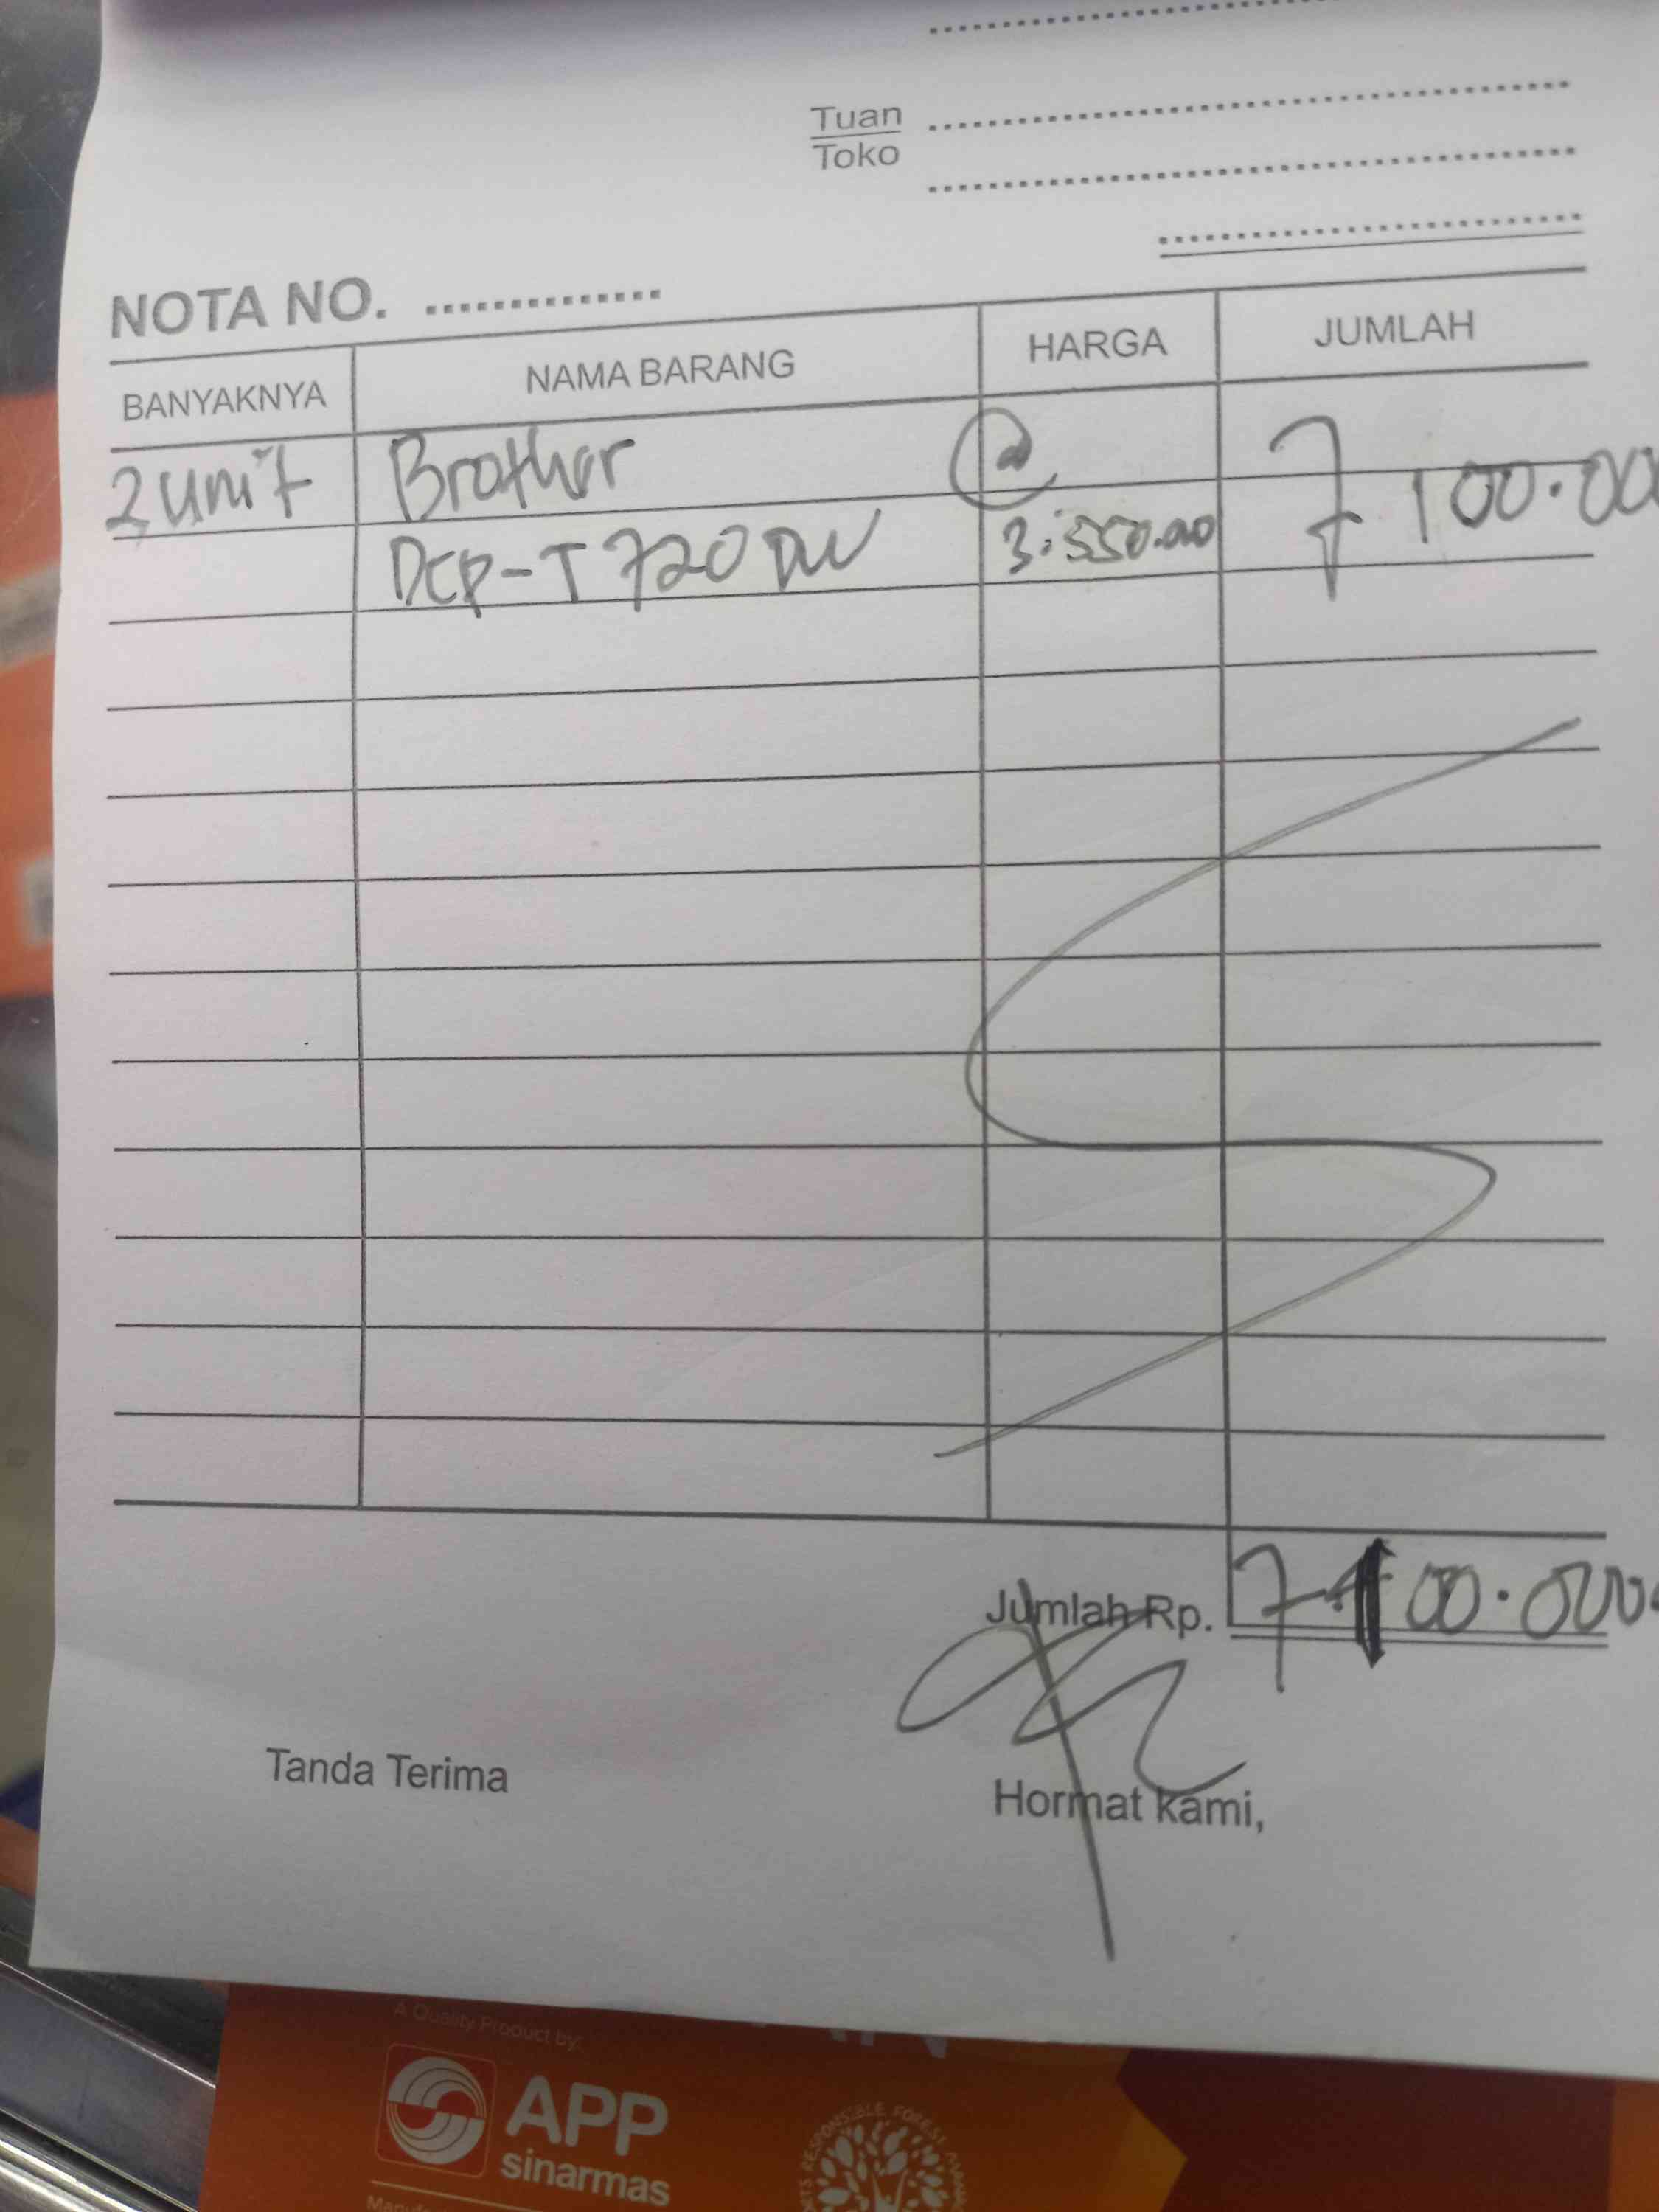 Tuan
Toko
NOTA NO. ..............
BANYAKNYA NAMA BARANG HARGA JUMLAH
2 unit Brother @ 7.100.00
DCP-T720DW 3.550.000
Jumlah Rp. 7.100.000
Tanda Terima
Hormat kami,
A Quality Product by:
APP
sinarmas